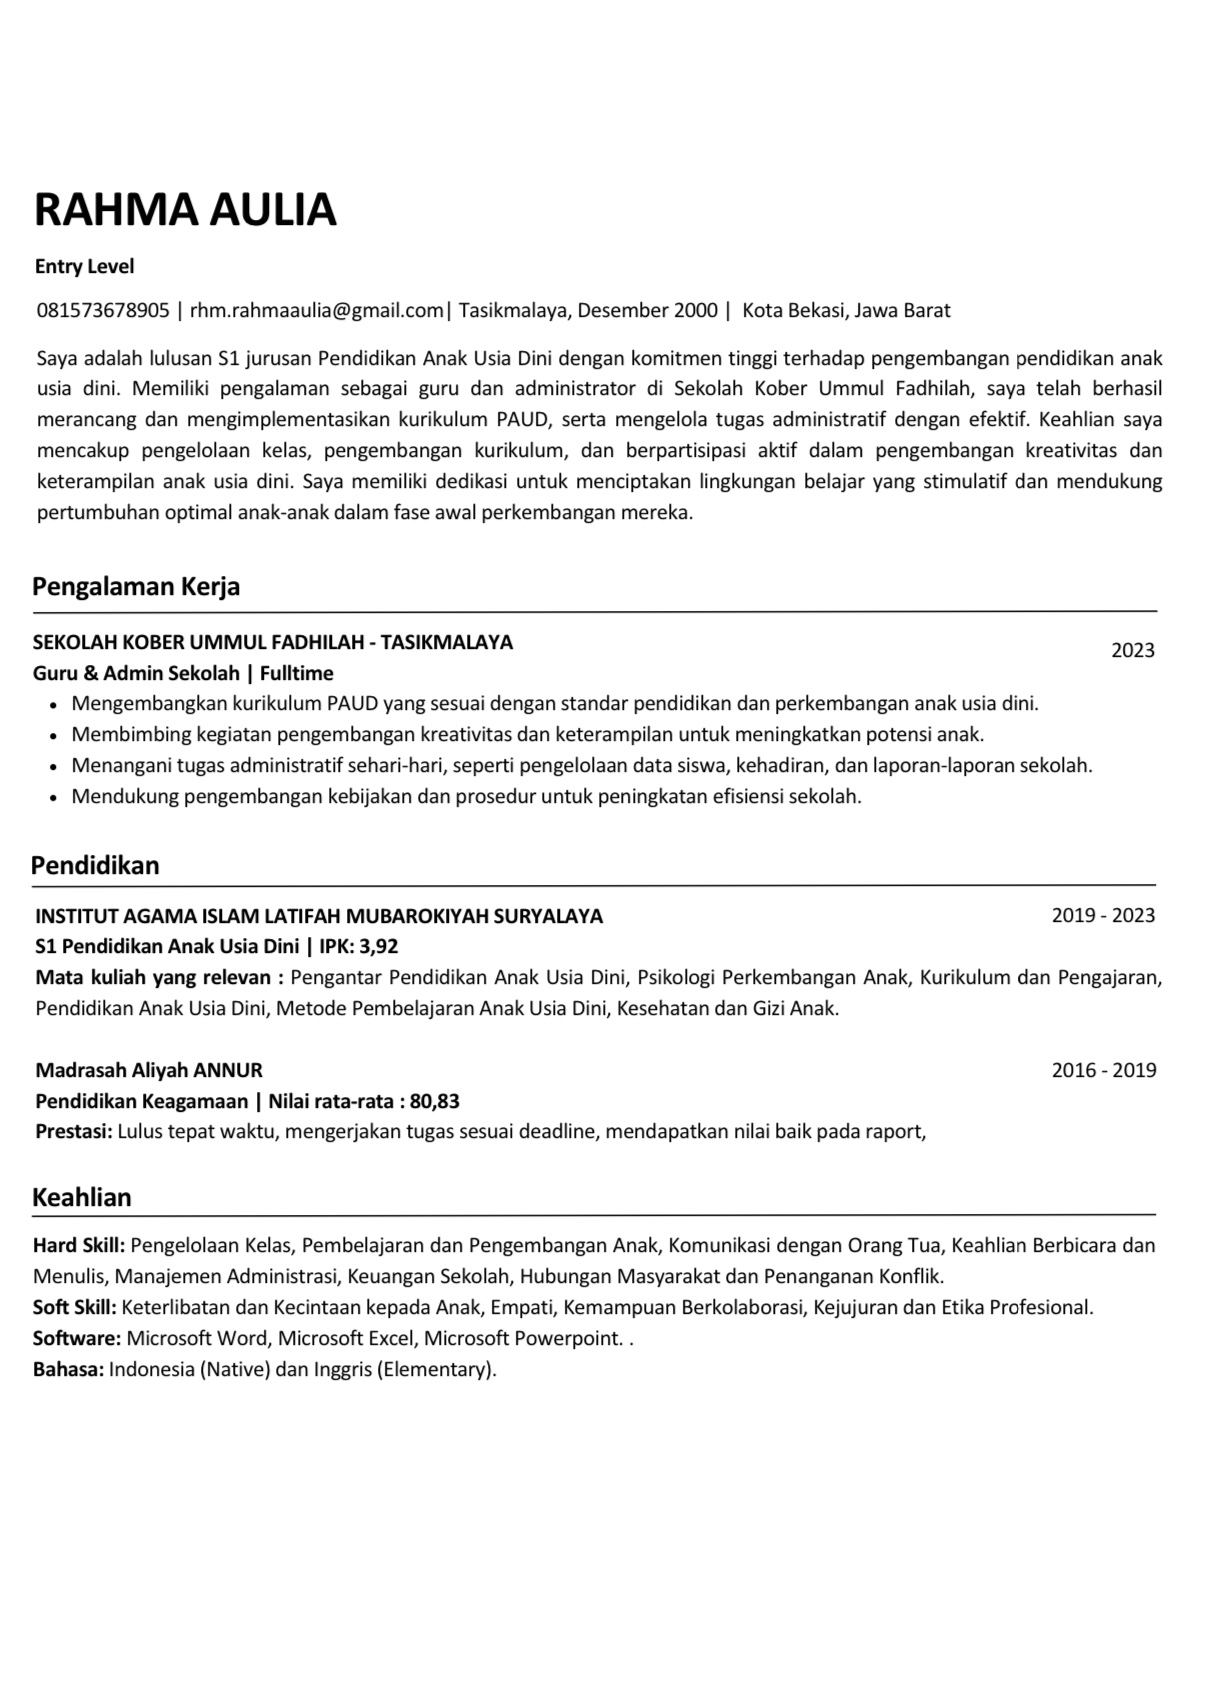 RAHMA AULIA
Entry Level
081573678905 | rhm.rahmaaulia@gmail.com| Tasikmalaya, Desember 2000 | Kota Bekasi, Jawa Barat
Saya adalah lulusan S1 jurusan Pendidikan Anak Usia Dini dengan komitmen tinggi terhadap pengembangan pendidikan anak
usia dini. Memiliki pengalaman sebagai guru dan administrator di Sekolah Kober Ummul Fadhilah, saya telah berhasil
merancang dan mengimplementasikan kurikulum PAUD, serta mengelola tugas administratif dengan efektif. Keahlian saya
mencakup pengelolaan kelas, pengembangan kurikulum, dan berpartisipasi aktif dalam pengembangan kreativitas dan
keterampilan anak usia dini. Saya memiliki dedikasi untuk menciptakan lingkungan belajar yang stimulatif dan mendukung
pertumbuhan optimal anak-anak dalam fase awal perkembangan mereka.
Pengalaman Kerja
SEKOLAH KOBER UMMUL FADHILAH - TASIKMALAYA
2023
Guru & Admin Sekolah | Fulltime
• Mengembangkan kurikulum PAUD yang sesuai dengan standar pendidikan dan perkembangan anak usia dini.
• Membimbing kegiatan pengembangan kreativitas dan keterampilan untuk meningkatkan potensi anak.
• Menangani tugas administratif sehari-hari, seperti pengelolaan data siswa, kehadiran, dan laporan-laporan sekolah.
• Mendukung pengembangan kebijakan dan prosedur untuk peningkatan efisiensi sekolah.
Pendidikan
INSTITUT AGAMA ISLAM LATIFAH MUBAROKIYAH SURYALAYA 2019 - 2023
S1 Pendidikan Anak Usia Dini | IPK: 3,92
Mata kuliah yang relevan : Pengantar Pendidikan Anak Usia Dini, Psikologi Perkembangan Anak, Kurikulum dan Pengajaran,
Pendidikan Anak Usia Dini, Metode Pembelajaran Anak Usia Dini, Kesehatan dan Gizi Anak.
Madrasah Aliyah ANNUR 2016 - 2019
Pendidikan Keagamaan | Nilai rata-rata : 80,83
Prestasi: Lulus tepat waktu, mengerjakan tugas sesuai deadline, mendapatkan nilai baik pada raport,
Keahlian
Hard Skill: Pengelolaan Kelas, Pembelajaran dan Pengembangan Anak, Komunikasi dengan Orang Tua, Keahlian Berbicara dan
Menulis, Manajemen Administrasi, Keuangan Sekolah, Hubungan Masyarakat dan Penanganan Konflik.
Soft Skill: Keterlibatan dan Kecintaan kepada Anak, Empati, Kemampuan Berkolaborasi, Kejujuran dan Etika Profesional.
Software: Microsoft Word, Microsoft Excel, Microsoft Powerpoint. .
Bahasa: Indonesia (Native) dan Inggris (Elementary).